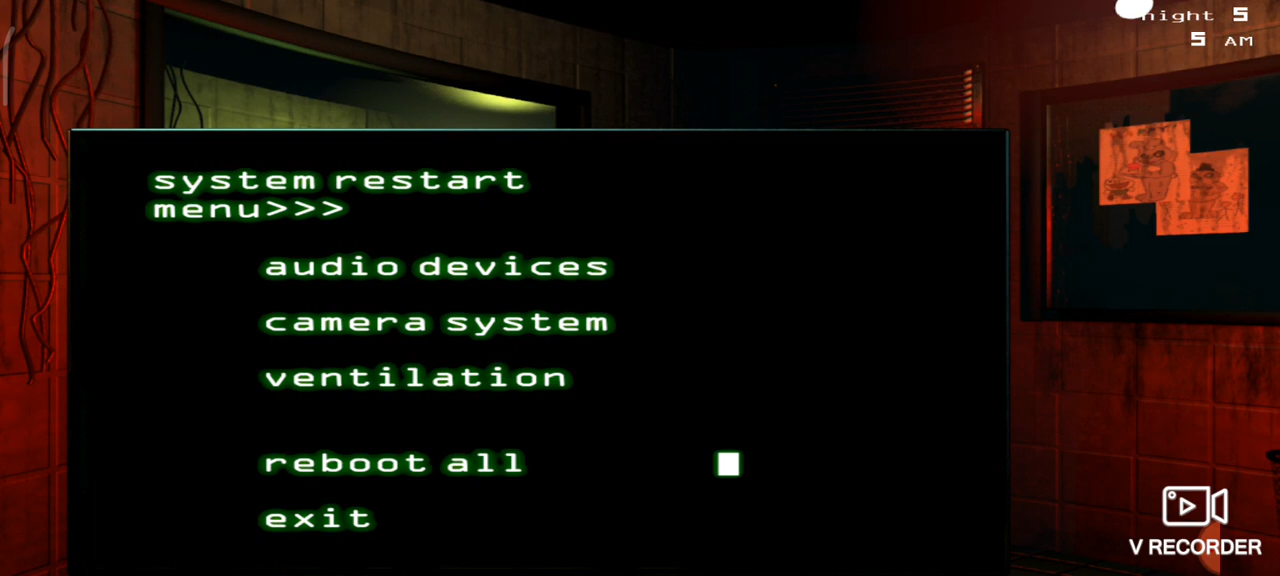 night 5
5 AM
system restart
menu>>>
audio devices
camera system
ventilation
reboot all
exit
V RECORDER